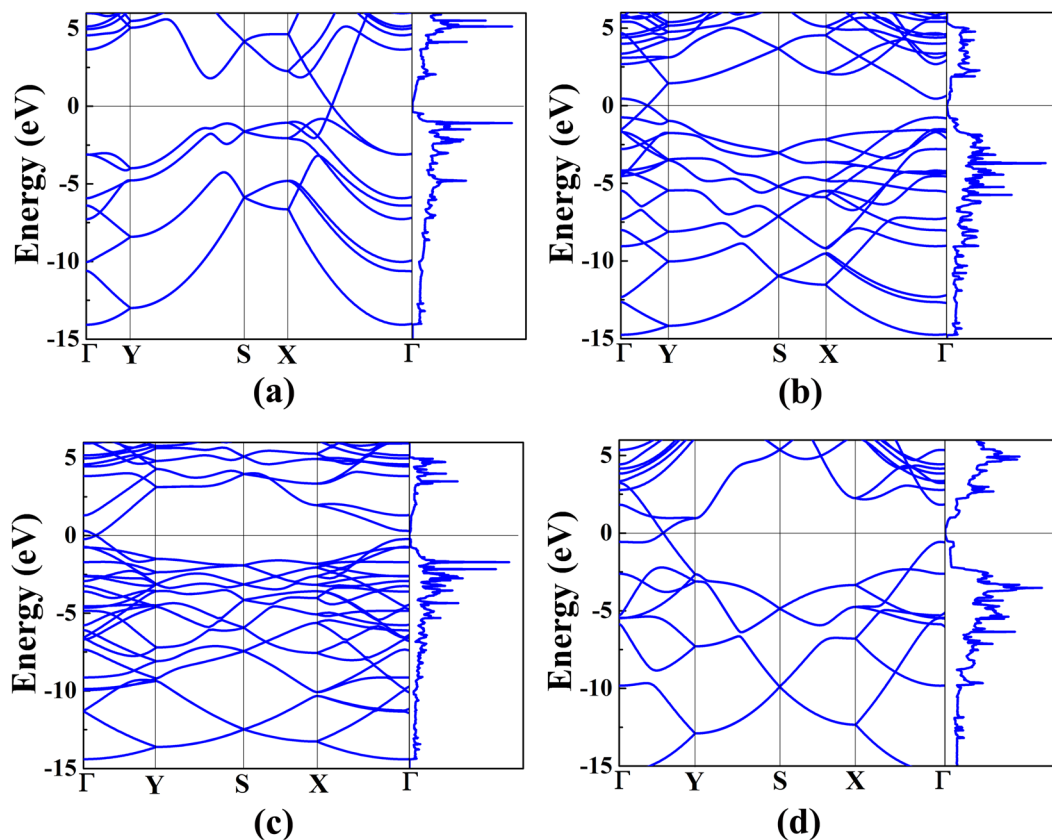 Energy (eV)
5
0
-5
-10
-15
Γ Y S X Γ
(a)
Energy (eV)
5
0
-5
-10
-15
Γ Y S X Γ
(b)
Energy (eV)
5
0
-5
-10
-15
Γ Y S X Γ
(c)
Energy (eV)
5
0
-5
-10
-15
Γ Y S X Γ
(d)